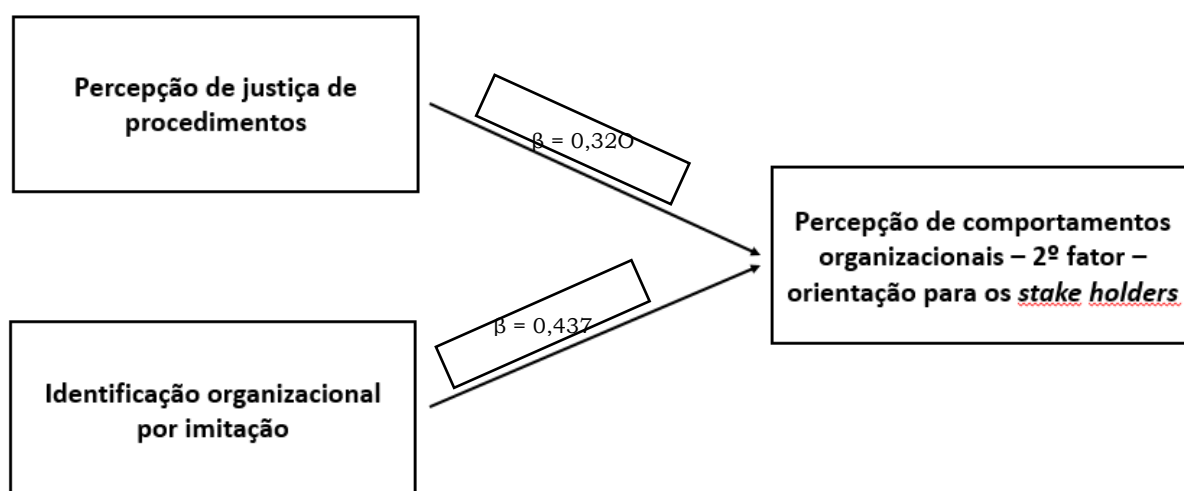 Percepção de justiça de
procedimentos
β = 0,320
Percepção de comportamentos
organizacionais – 2º fator –
orientação para os stake holders
β = 0,437
Identificação organizacional
por imitação